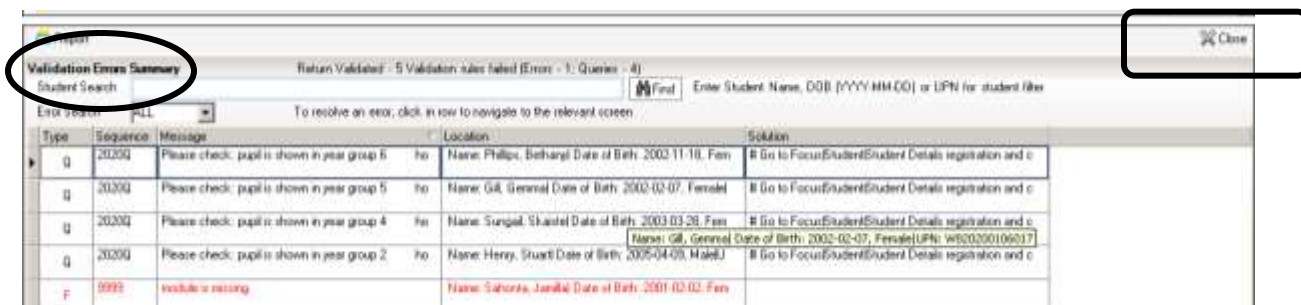 Report
Close
Validation Errors Summary Return Validated - 5 Validation rules failed (Errors - 1; Queries - 4)
Student Search Find Enter Student Name, DOB (YYYY-MM-DD) or UPN for student filter
Error Search ALL To resolve an error, click in row to navigate to the relevant screen
Type Sequence Message Location Solution
Q 2020Q Please check: pupil is shown in year group 6 ho Name: Phillips, Bethany| Date of Birth: 2002-11-18, Fem # Go to Focus|Student|Student Details registration and c
Q 2020Q Please check: pupil is shown in year group 5 ho Name: Gill, Gemma| Date of Birth: 2002-02-07, Female| # Go to Focus|Student|Student Details registration and c
Q 2020Q Please check: pupil is shown in year group 4 ho Name: Sungail, Date of Birth: 2003-03-28, Fem # Go to Focus|Student|Student Details registration and c
Name: Gill, Gemma| Date of Birth: 2002-02-07, Female|UPN: W820200106017
Q 2020Q Please check: pupil is shown in year group 2 ho Name: Henry, Stuart| Date of Birth: 2005-04-09, Male|U # Go to Focus|Student|Student Details registration and c
F 9999 module is missing Name: Date of Birth: 2001-02-02, Fem